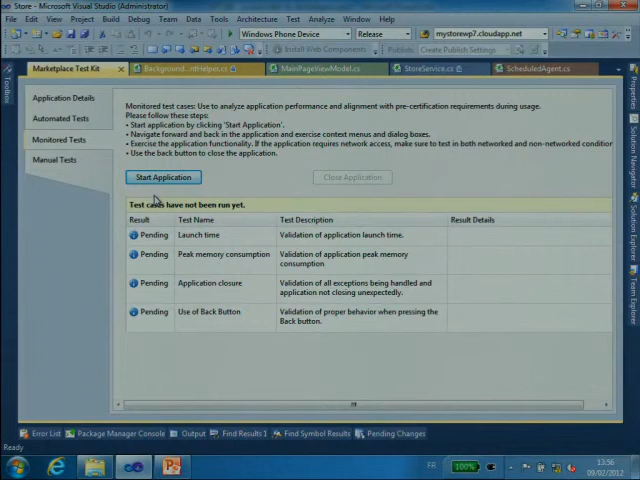 Store - Microsoft Visual Studio (Administrator)
File Edit View Project Build Debug Team Data Tools Architecture Test Analyze Window Help
Windows Phone Device Release mystorewp7.cloudapp.net
Install Web Components Create Publish Settings
Marketplace Test Kit MainPageViewModel.cs StoreService.cs ScheduledAgent.cs
Toolbox
Application Details
Automated Tests
Monitored Tests
Manual Tests
Monitored test cases: Use to analyze application performance and alignment with pre-certification requirements during usage.
Please follow these steps:
• Start application by clicking 'Start Application'.
• Navigate forward and back in the application and exercise context menus and dialog boxes.
• Exercise the application functionality. If the application requires network access, make sure to test in both networked and non-networked condition
• Use the back button to close the application.
Start Application Close Application
Test cases have not been run yet.
Result Test Name Test Description Result Details
Pending Launch time Validation of application launch time.
Pending Peak memory consumption Validation of application peak memory
consumption
Pending Application closure Validation of all exceptions being handled and
application not closing unexpectedly.
Pending Use of Back Button Validation of proper behavior when pressing the
Back button.
Properties
Solution Navigator
Solution Explorer
Team Explorer
Error List Package Manager Console Output Find Results 1 Find Symbol Results Pending Changes
Ready
FR 100% 13:56
09/02/2012